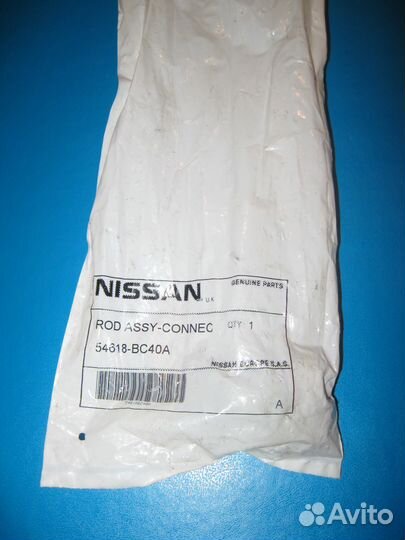 NISSAN
U.K
GENUINE PARTS
ROD ASSY-CONNEC QTY 1
54618-BC40A
NISSAN EUROPE S.A.S.
A
Avito